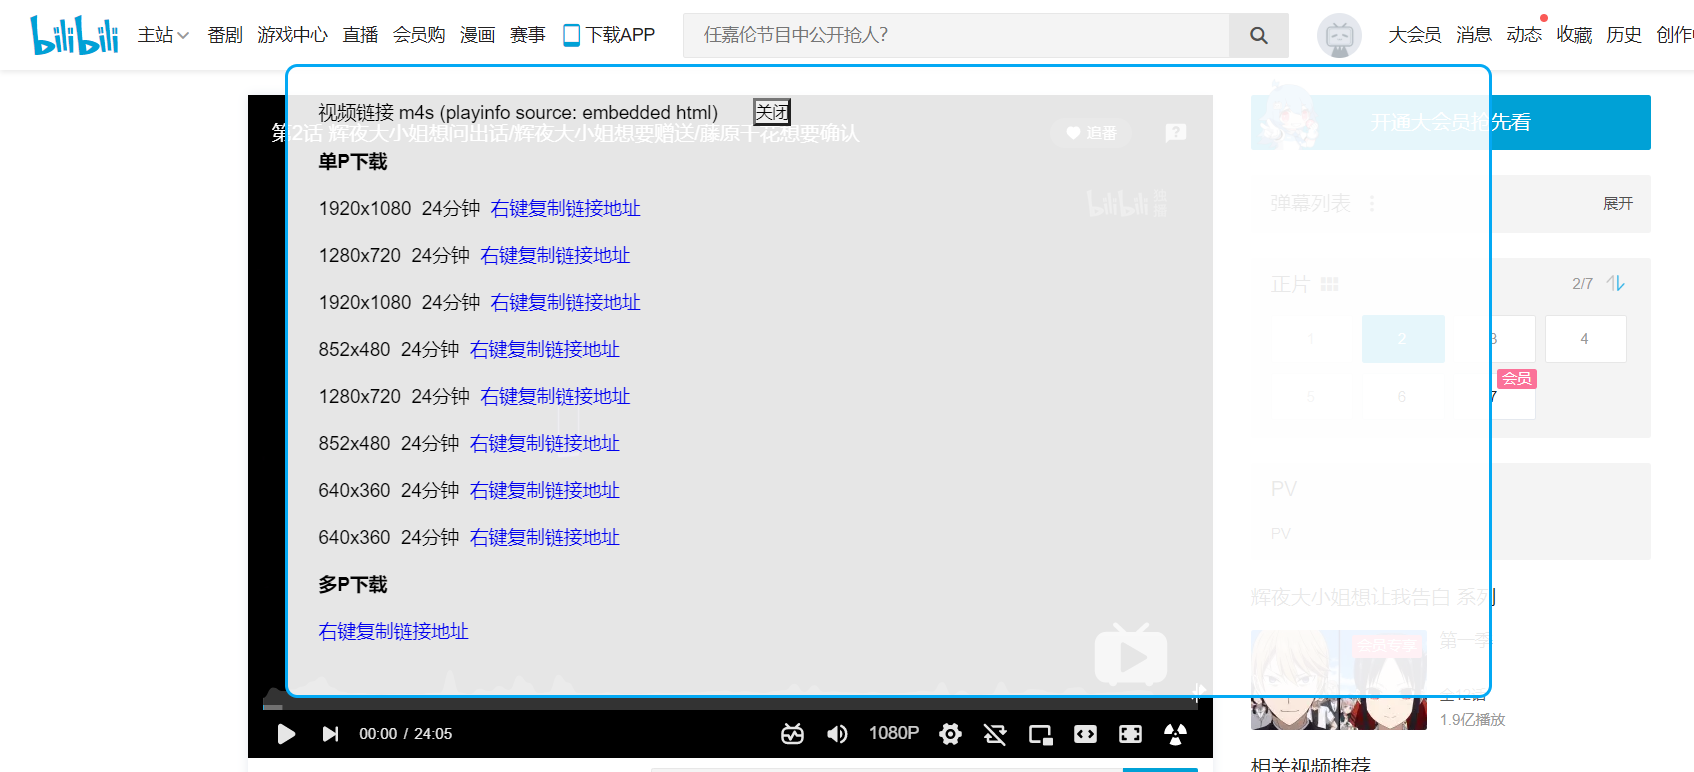 bilibili 主站 番剧 游戏中心 直播 会员购 漫画 赛事 下载APP 任嘉伦节目中公开抢人? 大会员 消息 动态 收藏 历史 创作
视频链接 m4s (playinfo source: embedded html) 关闭
第2话 辉夜大小姐想问出话/辉夜大小姐想要赠送/藤原千花想要确认 追番
单P下载
1920x1080 24分钟 右键复制链接地址
1280x720 24分钟 右键复制链接地址
1920x1080 24分钟 右键复制链接地址
852x480 24分钟 右键复制链接地址
1280x720 24分钟 右键复制链接地址
852x480 24分钟 右键复制链接地址
640x360 24分钟 右键复制链接地址
640x360 24分钟 右键复制链接地址
多P下载
右键复制链接地址
bilibili 独播
00:00 / 24:05 1080P
开通大会员抢先看
弹幕列表 展开
正片 2/7
1 2 3 4
会员
5 6 7
PV
PV
辉夜大小姐想让我告白 系列
会员专享 第一季
全12话
1.9亿播放
相关视频推荐